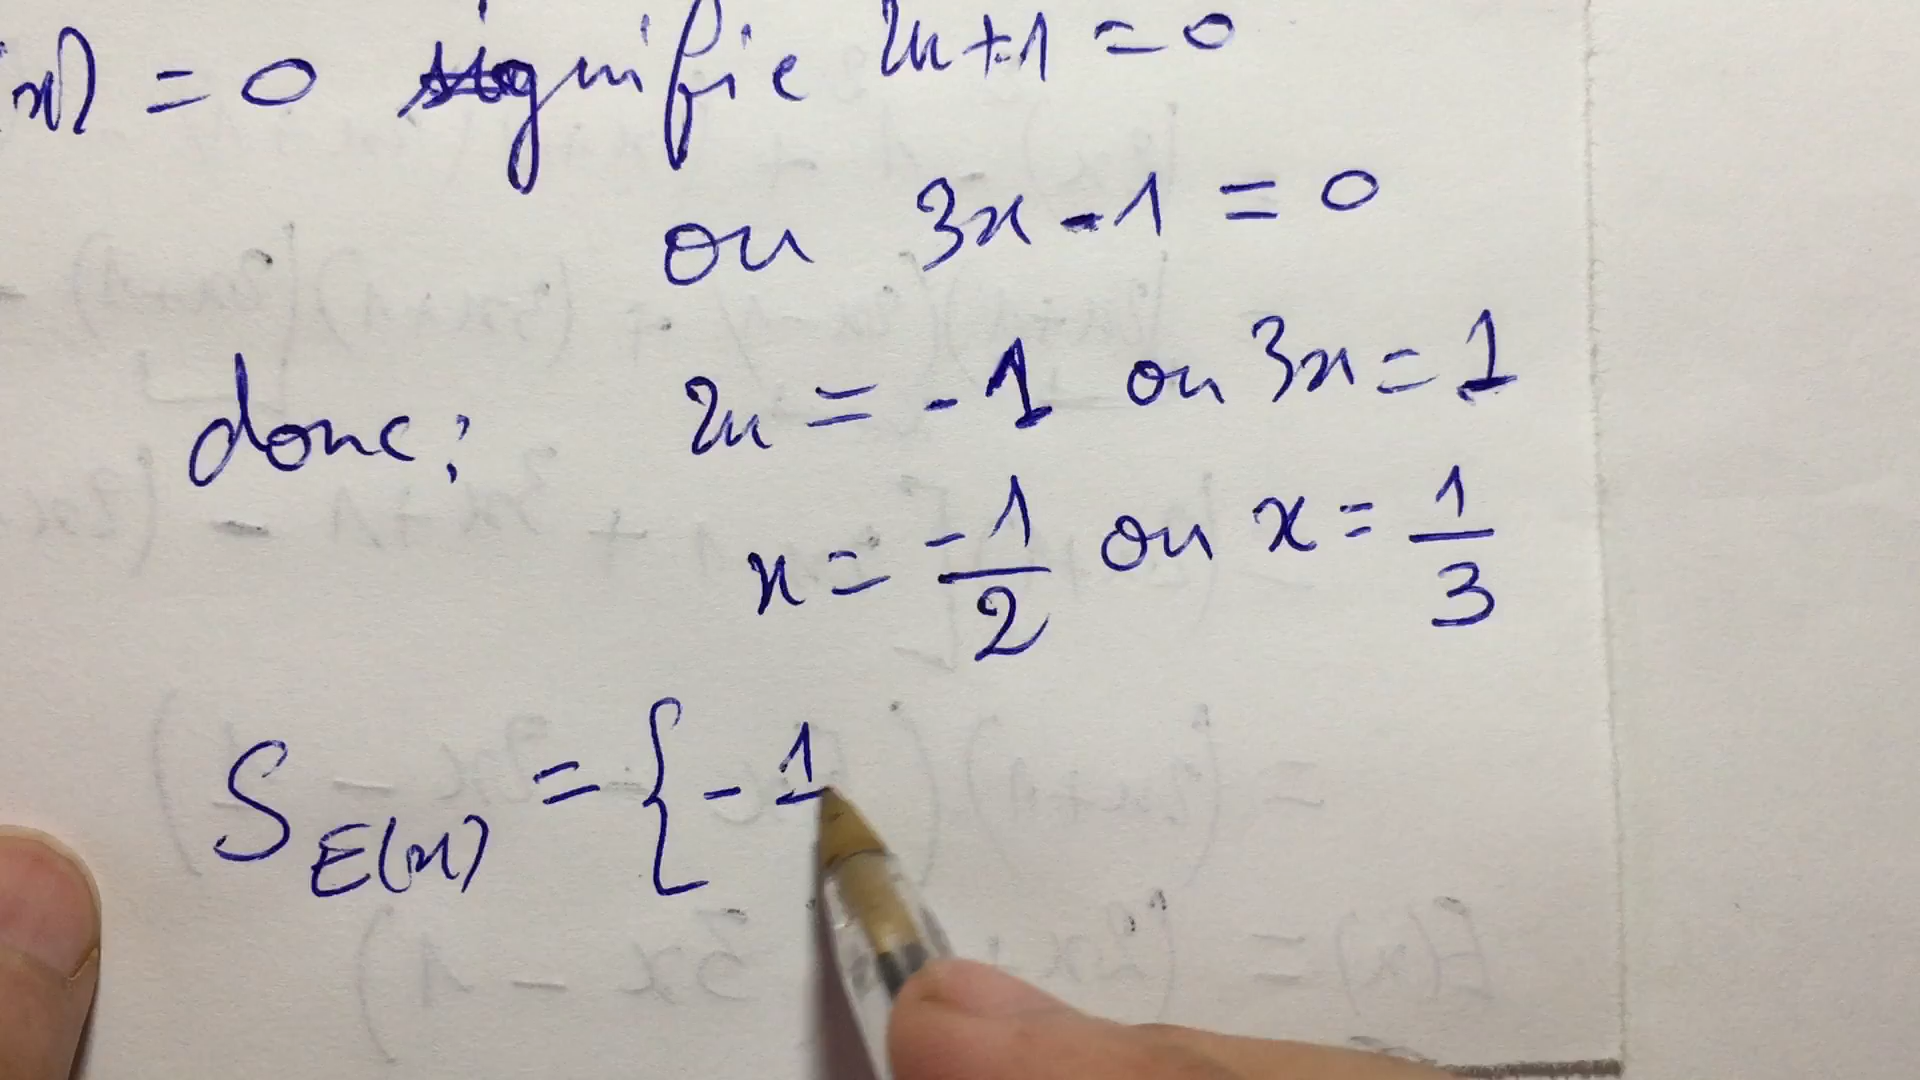 (x) = 0 signifie 2x+1 = 0
ou 3x - 1 = 0
donc: 2x = -1 ou 3x = 1
x = -1/2 ou x = 1/3
S E(x) = { - 1